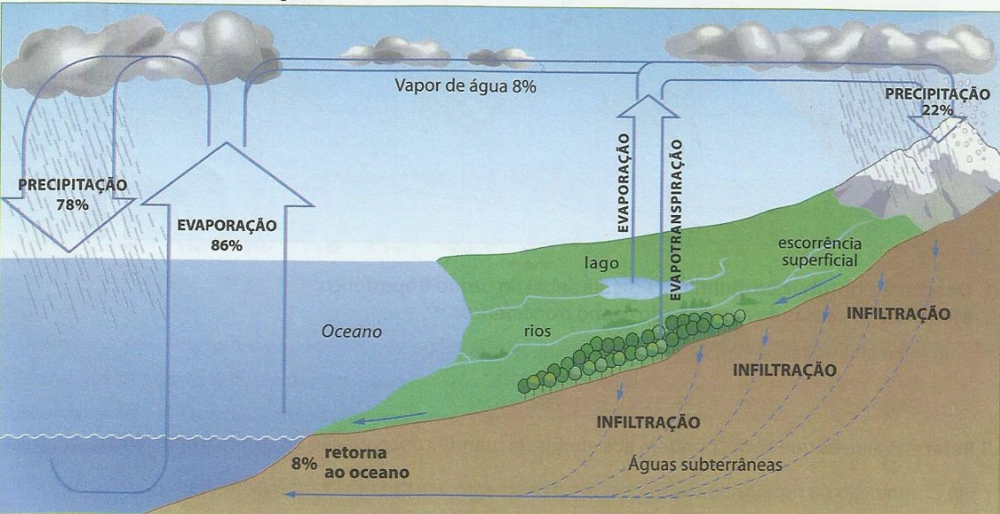 Vapor de água 8%
PRECIPITAÇÃO
22%
PRECIPITAÇÃO
78%
EVAPORAÇÃO
86%
EVAPORAÇÃO
EVAPOTRANSPIRAÇÃO
lago
escorrência
superficial
Oceano
rios
INFILTRAÇÃO
INFILTRAÇÃO
INFILTRAÇÃO
8% retorna
ao oceano
Águas subterrâneas